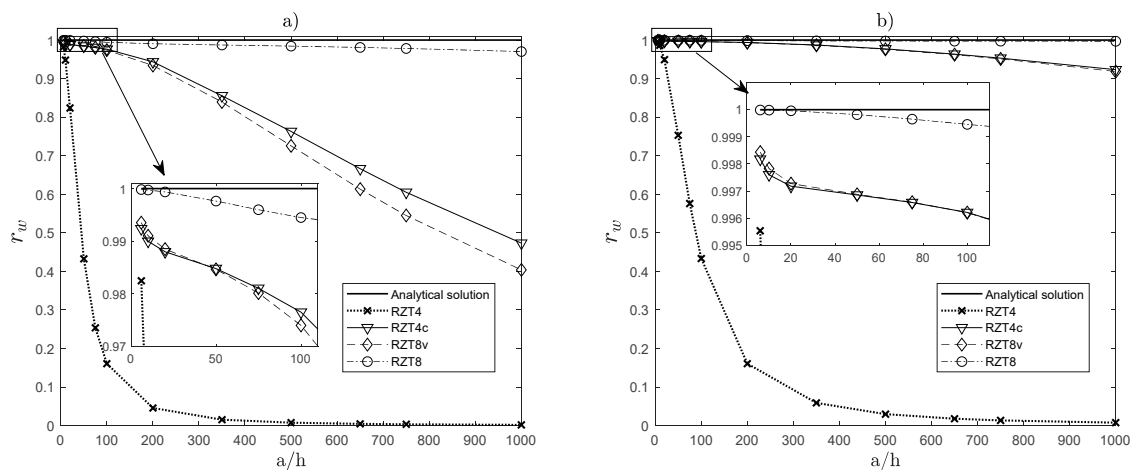 a)
r_w
1
0.9
0.8
0.7
0.6
0.5
0.4
0.3
0.2
0.1
0
0 100 200 300 400 500 600 700 800 900 1000
a/h
1
0.99
0.98
0.97
0 50 100
Analytical solution
RZT4
RZT4c
RZT8v
RZT8
b)
r_w
1
0.9
0.8
0.7
0.6
0.5
0.4
0.3
0.2
0.1
0
0 100 200 300 400 500 600 700 800 900 1000
a/h
1
0.999
0.998
0.997
0.996
0.995
0 20 40 60 80 100
Analytical solution
RZT4
RZT4c
RZT8v
RZT8